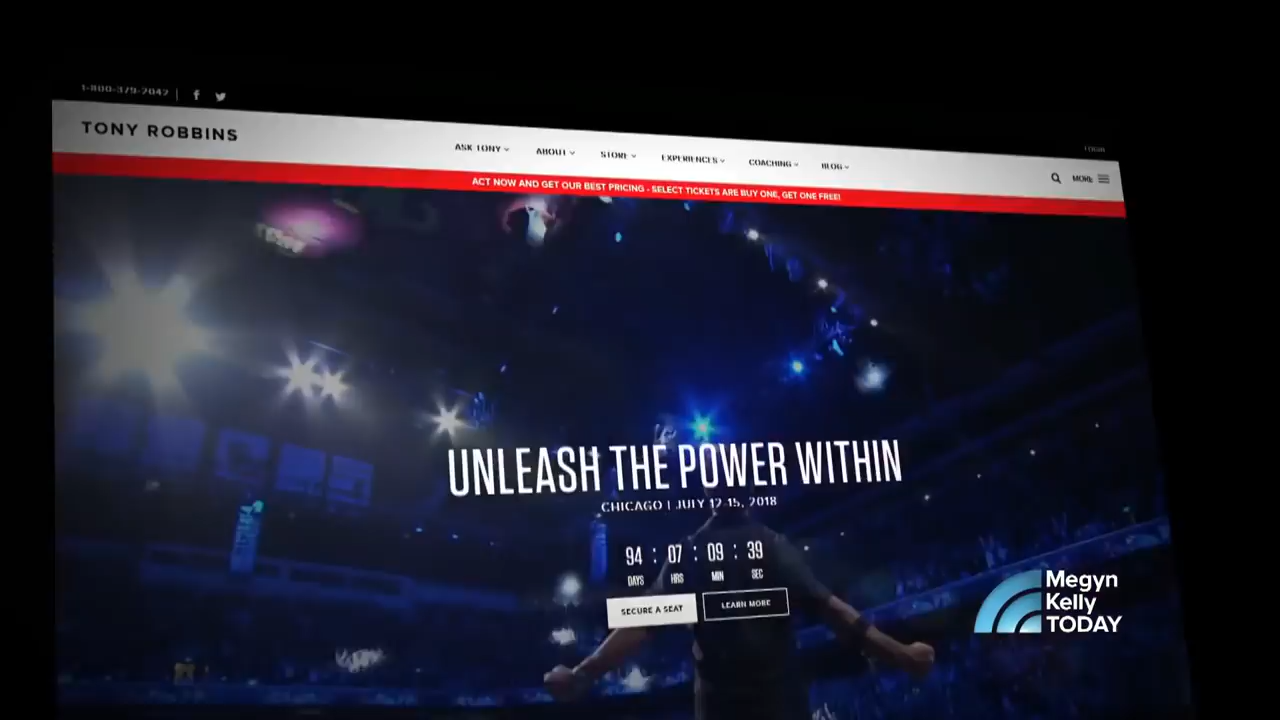 1-800-379-2042
LOGIN
TONY ROBBINS
ASK TONY
ABOUT
STORE
EXPERIENCES
COACHING
BLOG
MORE
ACT NOW AND GET OUR BEST PRICING - SELECT TICKETS ARE BUY ONE, GET ONE FREE!
UNLEASH THE POWER WITHIN
CHICAGO | JULY 12-15, 2018
94 : 07 : 09 : 39
DAYS HRS MIN SEC
SECURE A SEAT
LEARN MORE
Megyn
Kelly
TODAY